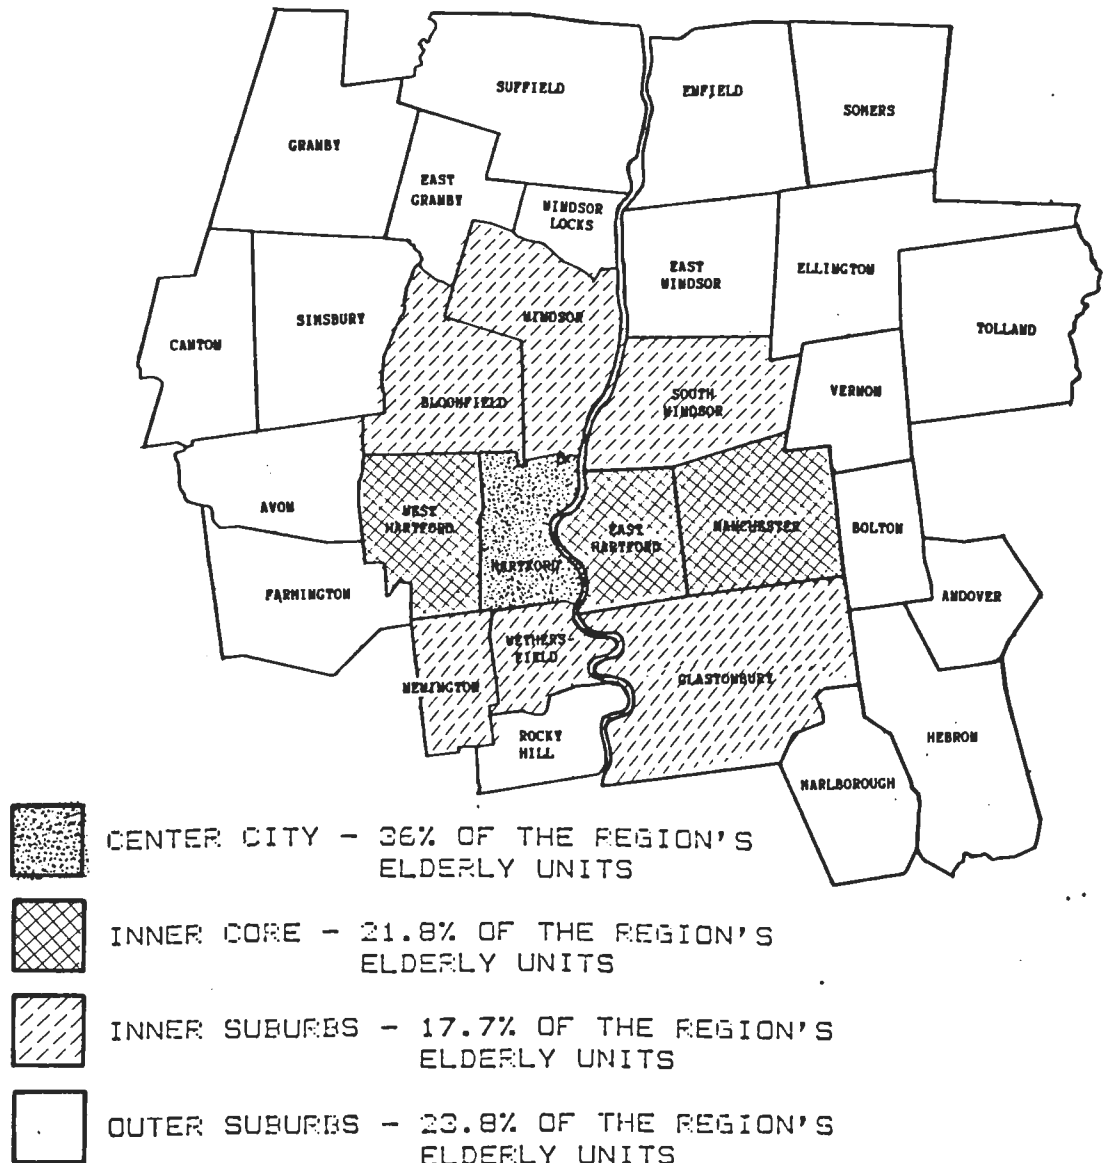 SUFFIELD
ENFIELD
SOMERS
GRANBY
EAST
GRANBY
WINDSOR
LOCKS
EAST
WINDSOR
ELLINGTON
TOLLAND
CANTON
SIMSBURY
WINDSOR
BLOOMFIELD
SOUTH
WINDSOR
VERNON
AVON
WEST
HARTFORD
HARTFORD
EAST
HARTFORD
MANCHESTER
BOLTON
FARMINGTON
ANDOVER
WETHERS-
FIELD
NEWINGTON
GLASTONBURY
ROCKY
HILL
HEBRON
MARLBOROUGH
CENTER CITY - 36% OF THE REGION'S
ELDERLY UNITS
INNER CORE - 21.8% OF THE REGION'S
ELDERLY UNITS
INNER SUBURBS - 17.7% OF THE REGION'S
ELDERLY UNITS
OUTER SUBURBS - 23.8% OF THE REGION'S
ELDERLY UNITS